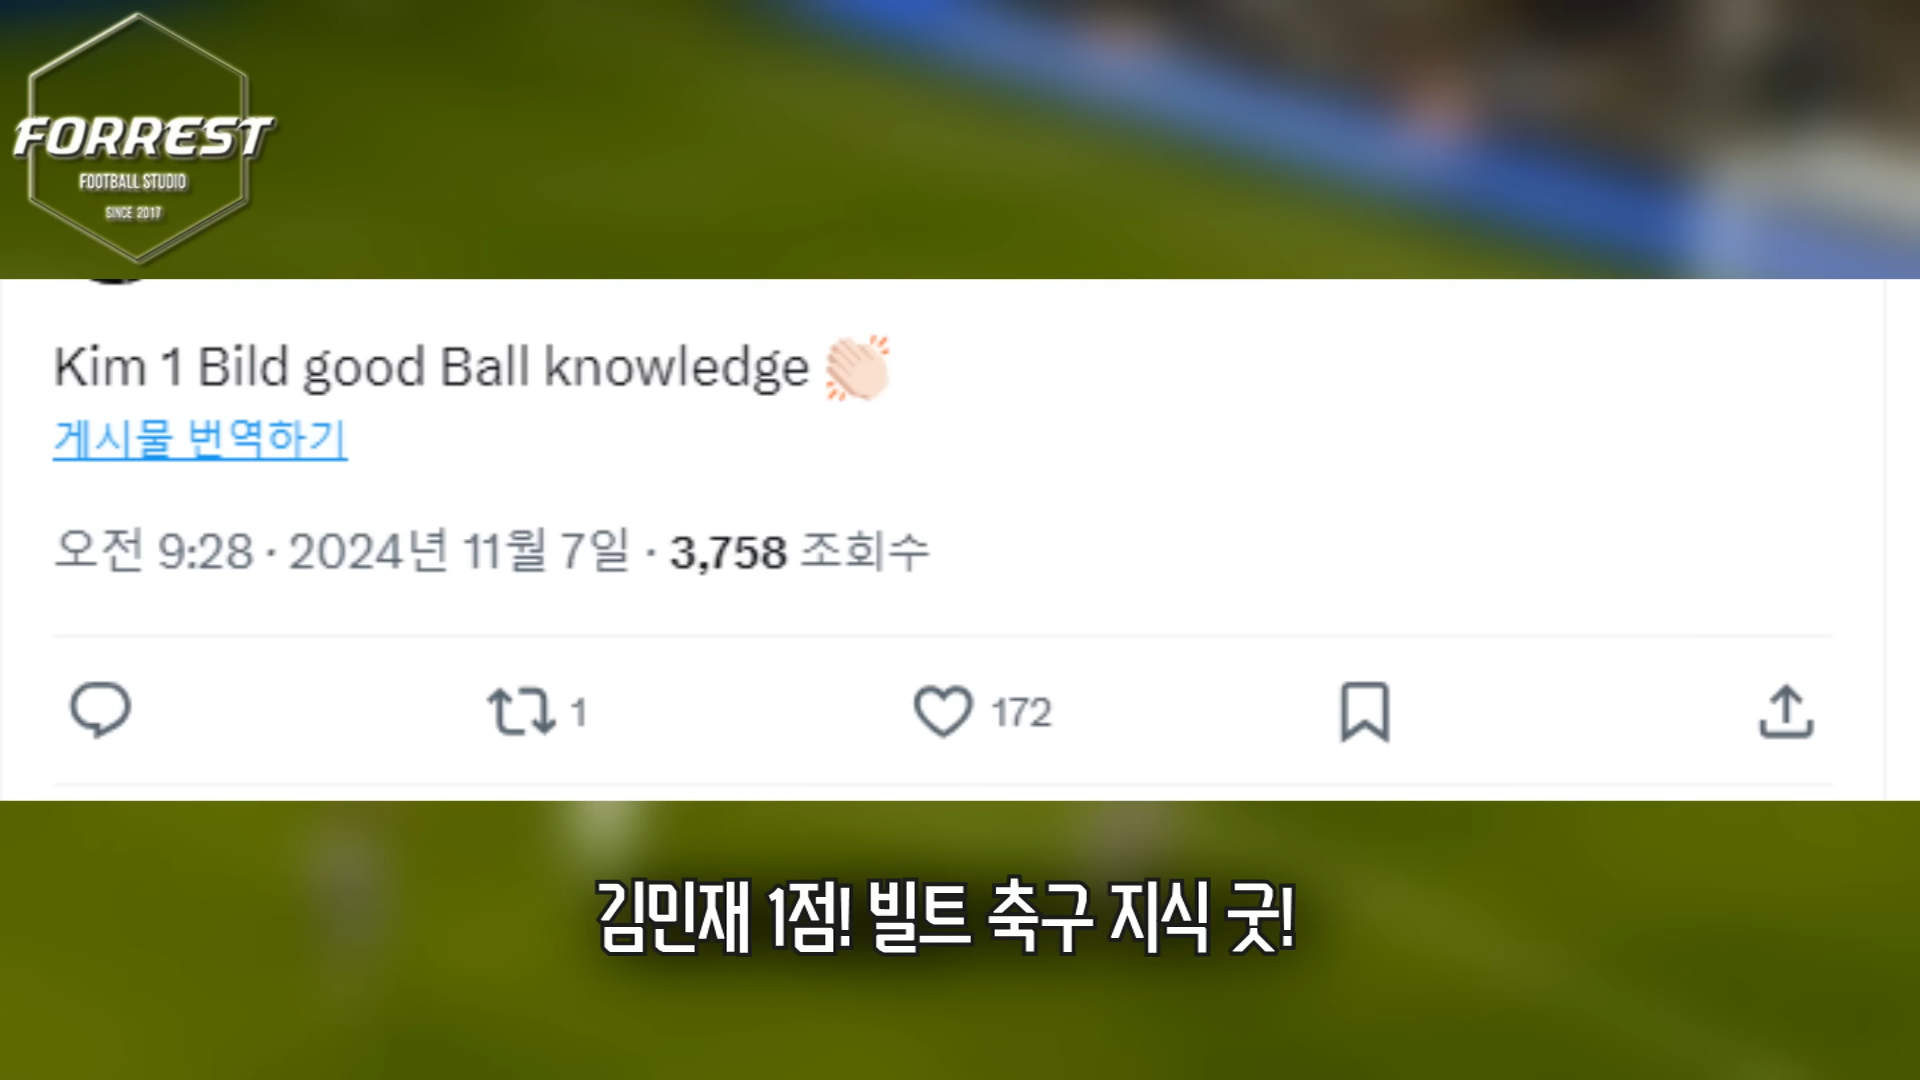 FORREST
FOOTBALL STUDIO
SINCE 2017
Kim 1 Bild good Ball knowledge 👏🏻
게시물 번역하기
오전 9:28 · 2024년 11월 7일 · 3,758 조회수
1 172
김민재 1점! 빌트 축구 지식 굿!